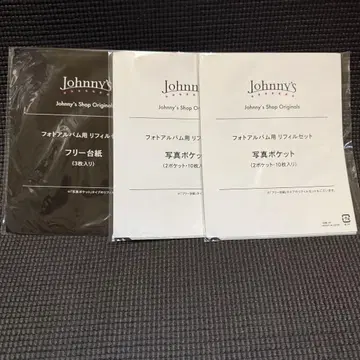 Johnny's
Johnny's Shop Originals
フォトアルバム用 リフィルセット
フリー台紙
(3枚入り)
Johnny's
Johnny's Shop Originals
フォトアルバム用 リフィルセット
写真ポケット
(2ポケット・10枚入り)
Johnny's
Johnny's Shop Originals
フォトアルバム用 リフィルセット
写真ポケット
(2ポケット・10枚入り)